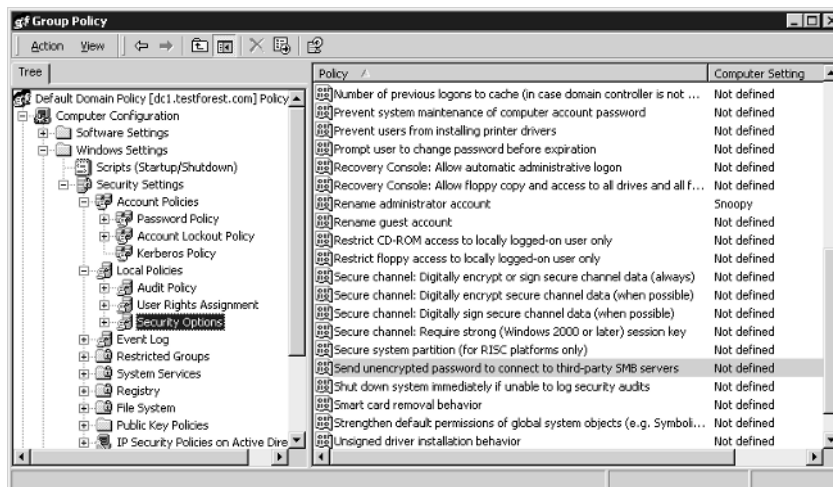 Group Policy
Action View
Tree
Default Domain Policy [dc1.testforest.com] Policy
Computer Configuration
Software Settings
Windows Settings
Scripts (Startup/Shutdown)
Security Settings
Account Policies
Password Policy
Account Lockout Policy
Kerberos Policy
Local Policies
Audit Policy
User Rights Assignment
Security Options
Event Log
Restricted Groups
System Services
Registry
File System
Public Key Policies
IP Security Policies on Active Dire
Policy Computer Setting
Number of previous logons to cache (in case domain controller is not ... Not defined
Prevent system maintenance of computer account password Not defined
Prevent users from installing printer drivers Not defined
Prompt user to change password before expiration Not defined
Recovery Console: Allow automatic administrative logon Not defined
Recovery Console: Allow floppy copy and access to all drives and all f... Not defined
Rename administrator account Snoopy
Rename guest account Not defined
Restrict CD-ROM access to locally logged-on user only Not defined
Restrict floppy access to locally logged-on user only Not defined
Secure channel: Digitally encrypt or sign secure channel data (always) Not defined
Secure channel: Digitally encrypt secure channel data (when possible) Not defined
Secure channel: Digitally sign secure channel data (when possible) Not defined
Secure channel: Require strong (Windows 2000 or later) session key Not defined
Secure system partition (for RISC platforms only) Not defined
Send unencrypted password to connect to third-party SMB servers Not defined
Shut down system immediately if unable to log security audits Not defined
Smart card removal behavior Not defined
Strengthen default permissions of global system objects (e.g. Symboli... Not defined
Unsigned driver installation behavior Not defined